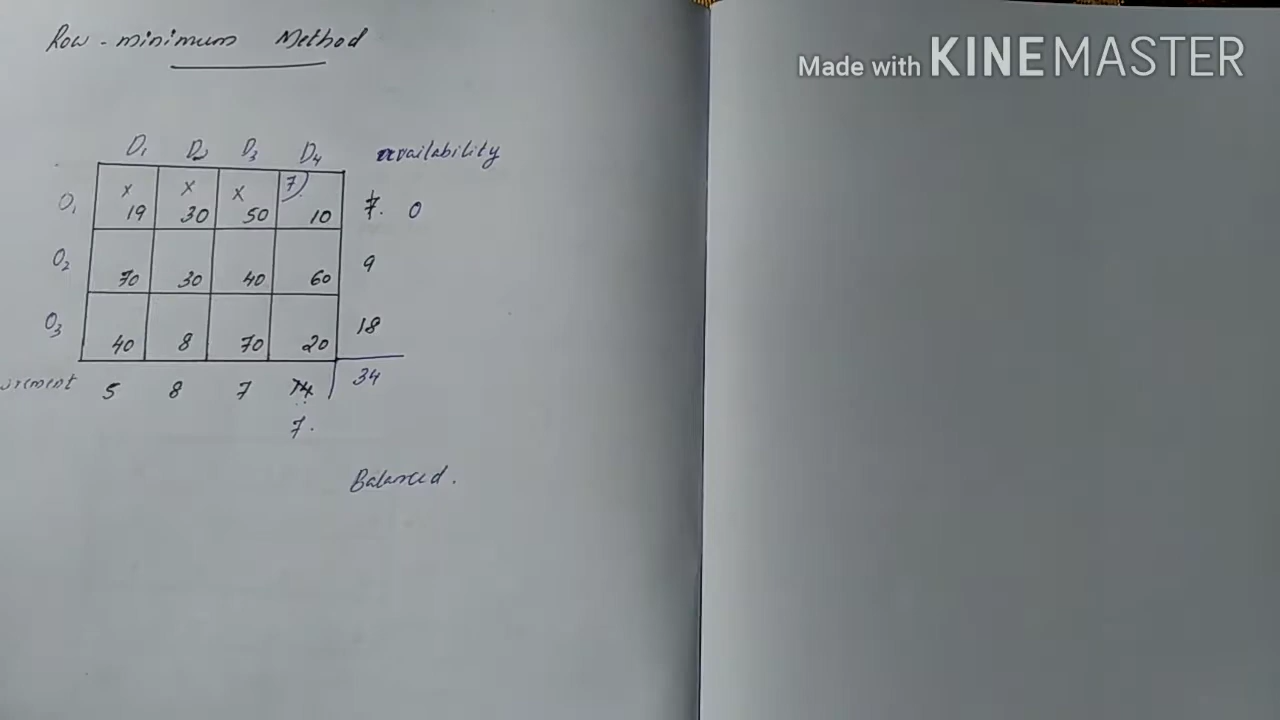 Row - minimum Method
Made with KINEMASTER
D1 D2 D3 D4 availability
x x x 7
O1 19 30 50 10 7. 0
O2 70 30 40 60 9
O3 40 8 70 20 18
5 8 7 14 34
7.
Balanced.